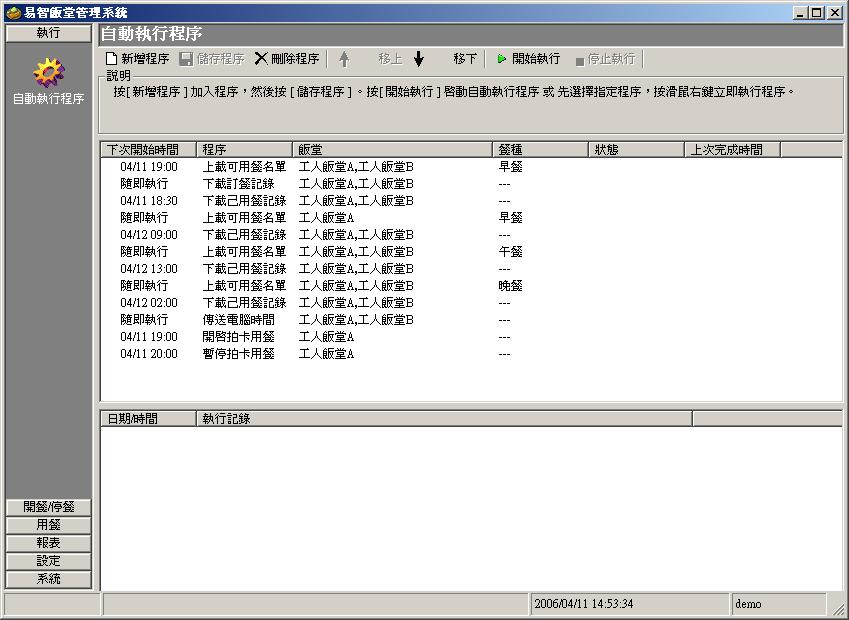 易智飯堂管理系統
執行
自動執行程序
自動執行程序
新增程序 儲存程序 刪除程序 移上 移下 開始執行 停止執行
說明
按[ 新增程序 ] 加入程序，然後按 [ 儲存程序 ]。按[ 開始執行 ] 啓動自動執行程序 或 先選擇指定程序，按滑鼠右鍵立即執行程序。
下次開始時間 程序 飯堂 餐種 狀態 上次完成時間
04/11 19:00 上載可用餐名單 工人飯堂A,工人飯堂B 早餐
隨即執行 下載訂餐記錄 工人飯堂A,工人飯堂B ---
04/11 18:30 下載已用餐記錄 工人飯堂A,工人飯堂B ---
隨即執行 上載可用餐名單 工人飯堂A 早餐
04/12 09:00 下載已用餐記錄 工人飯堂A,工人飯堂B ---
隨即執行 上載可用餐名單 工人飯堂A,工人飯堂B 午餐
04/12 13:00 下載已用餐記錄 工人飯堂A,工人飯堂B ---
隨即執行 上載可用餐名單 工人飯堂A,工人飯堂B 晚餐
04/12 02:00 下載已用餐記錄 工人飯堂A,工人飯堂B ---
隨即執行 傳送電腦時間 工人飯堂A,工人飯堂B ---
04/11 19:00 開啓拍卡用餐 工人飯堂A ---
04/11 20:00 暫停拍卡用餐 工人飯堂A ---
日期/時間 執行記錄
開餐/停餐
用餐
報表
設定
系統
2006/04/11 14:53:34 demo